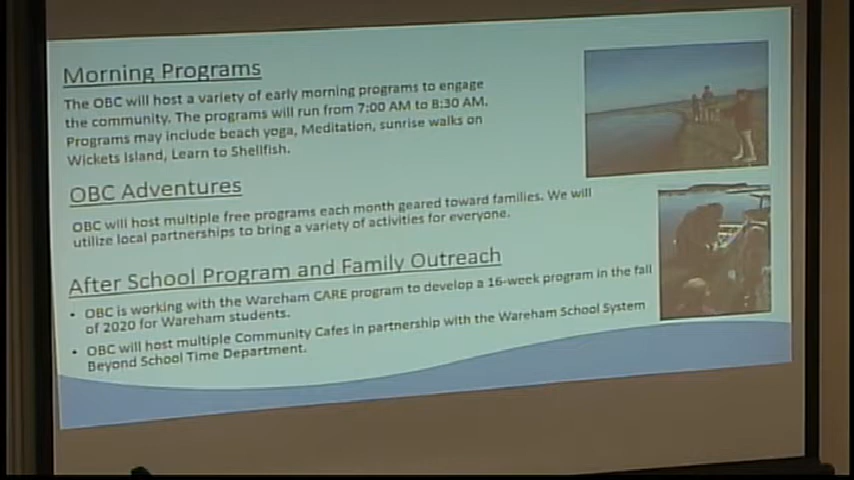 Morning Programs
The OBC will host a variety of early morning programs to engage
the community. The programs will run from 7:00 AM to 8:30 AM.
Programs may include beach yoga, Meditation, sunrise walks on
Wickets Island, Learn to Shellfish.
OBC Adventures
OBC will host multiple free programs each month geared toward families. We will
utilize local partnerships to bring a variety of activities for everyone.
After School Program and Family Outreach
• OBC is working with the Wareham CARE program to develop a 16-week program in the fall
of 2020 for Wareham students.
• OBC will host multiple Community Cafes in partnership with the Wareham School System
Beyond School Time Department.